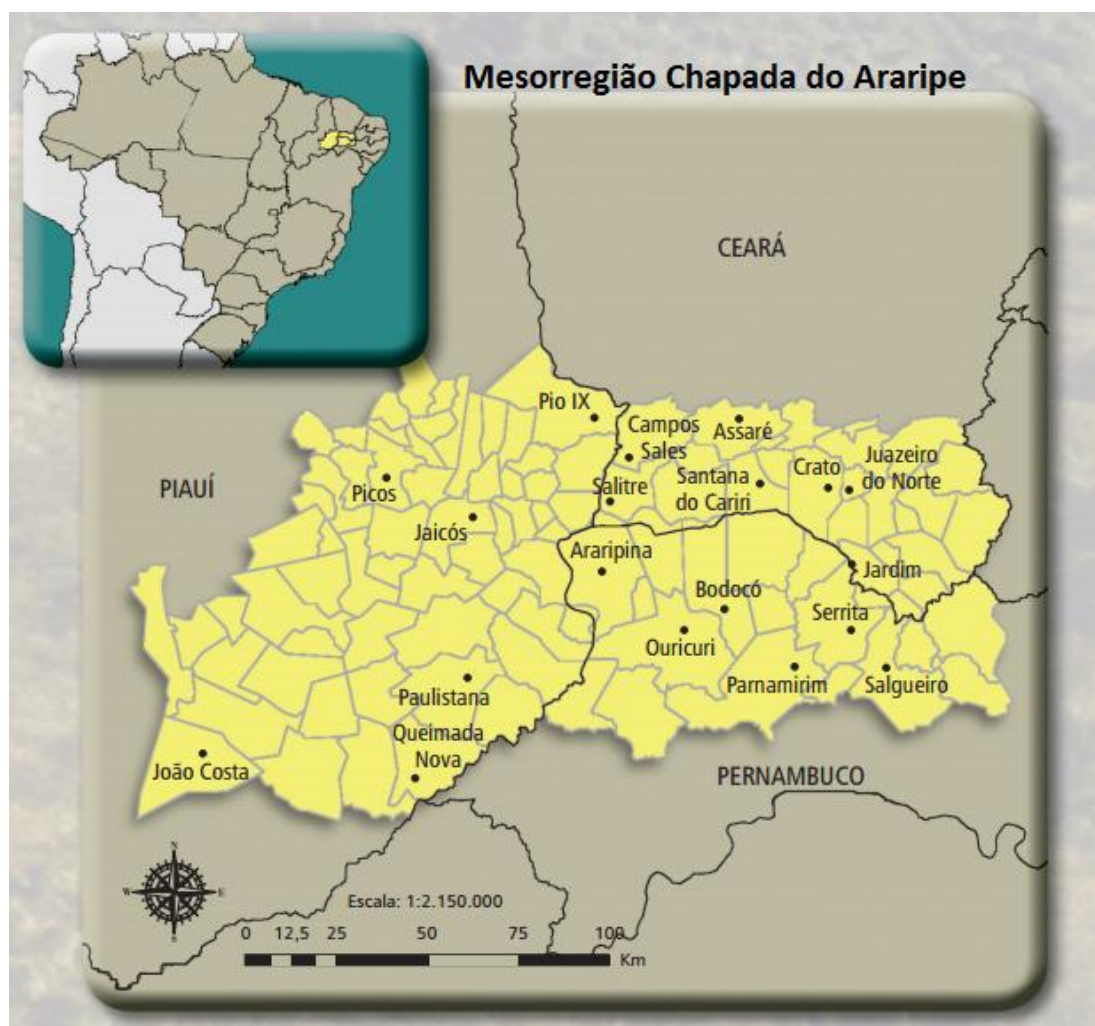 Mesorregião Chapada do Araripe
CEARÁ
Pio IX
Campos
Sales
Assaré
Crato
Juazeiro
do Norte
PIAUÍ
Picos
Salitre
Santana
do Cariri
Jaicós
Araripina
Jardim
Bodocó
Serrita
Ouricuri
Paulistana
Parnamirim
Salgueiro
Queimada
Nova
João Costa
PERNAMBUCO
N
W
E
S
Escala: 1:2.150.000
0 12,5 25 50 75 100
Km